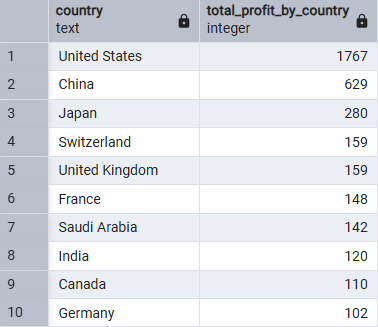 country total_profit_by_country
text integer
1 United States 1767
2 China 629
3 Japan 280
4 Switzerland 159
5 United Kingdom 159
6 France 148
7 Saudi Arabia 142
8 India 120
9 Canada 110
10 Germany 102